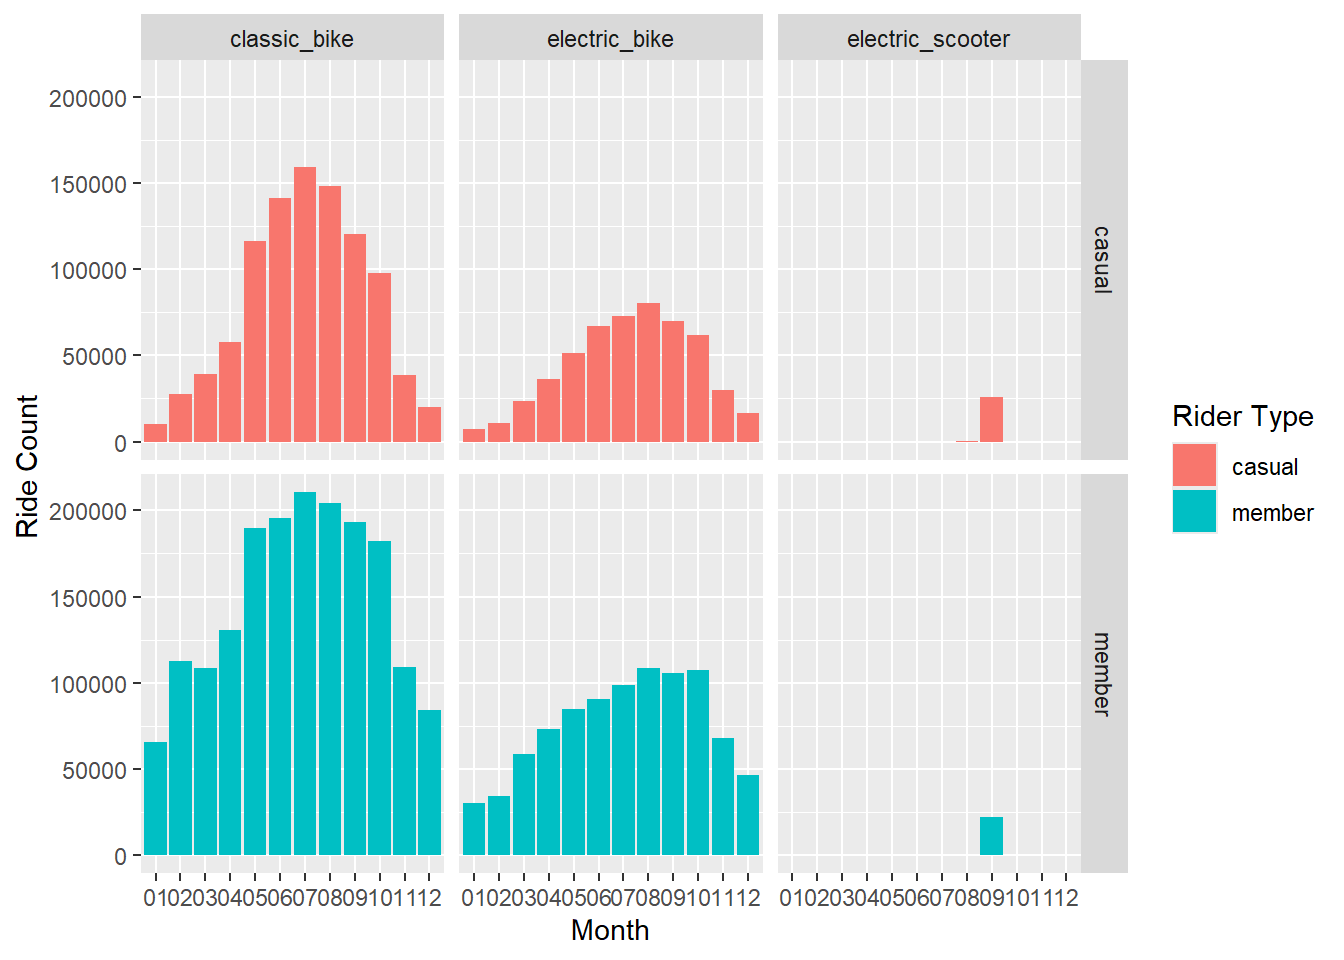 classic_bike electric_bike electric_scooter
200000
150000
100000
50000
0
casual
200000
150000
100000
50000
0
member
Ride Count
010203040506070809101112 010203040506070809101112 010203040506070809101112
Month
Rider Type
casual
member